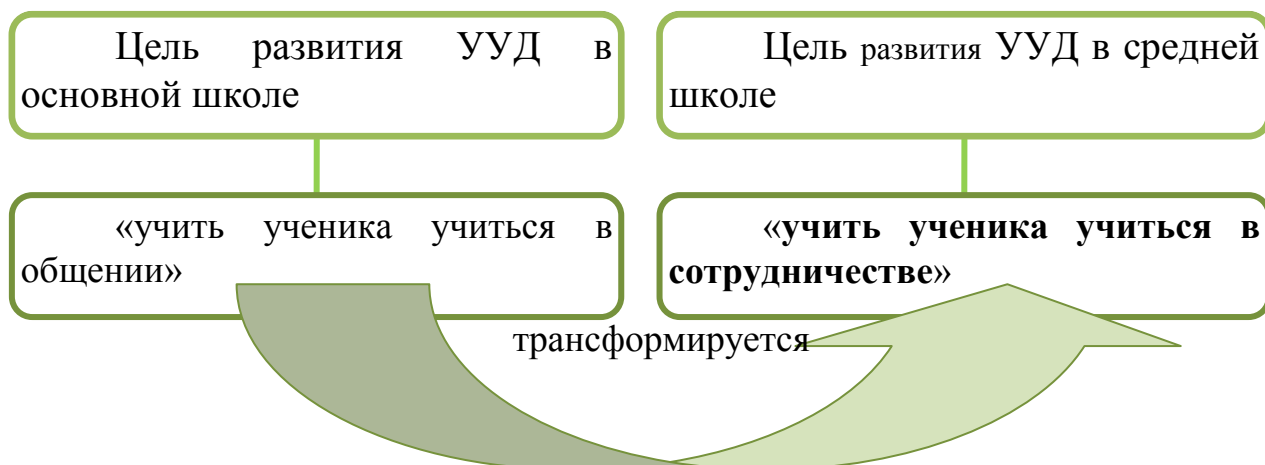 Цель развития УУД в
основной школе
Цель развития УУД в средней
школе
«учить ученика учиться в
общении»
«учить ученика учиться в
сотрудничестве»
трансформируется